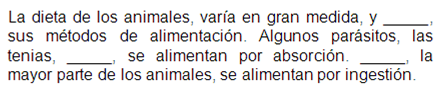 La dieta de los animales, varía en gran medida, y _____,
sus métodos de alimentación. Algunos parásitos, las
tenias, _____, se alimentan por absorción. _____, la
mayor parte de los animales, se alimentan por ingestión.